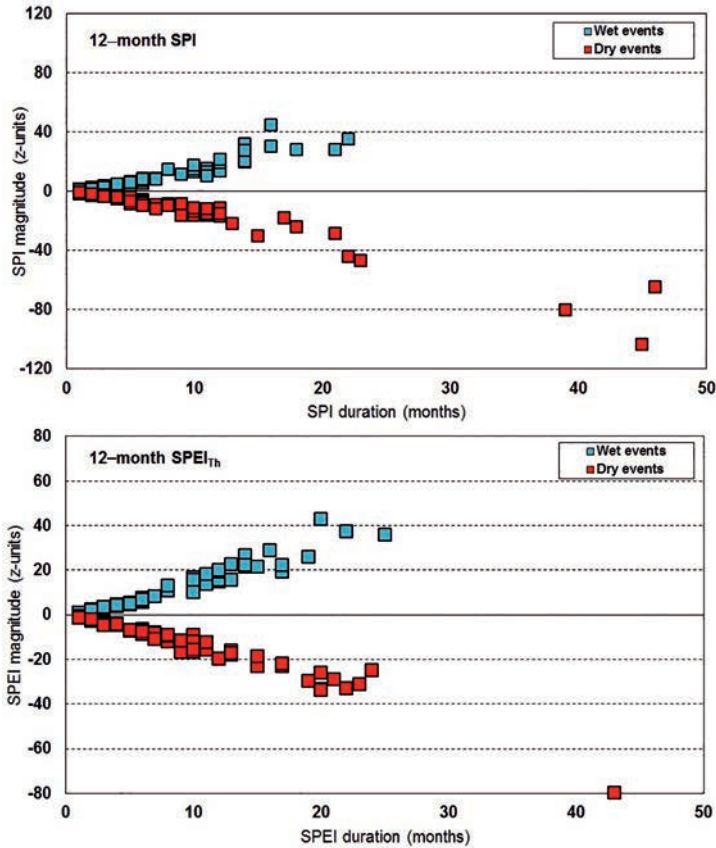 12–month SPI
Wet events
Dry events
120
80
40
0
-40
-80
-120
SPI magnitude (z-units)
0
10
20
30
40
50
SPI duration (months)
12–month SPEI_Th
Wet events
Dry events
80
60
40
20
0
-20
-40
-60
-80
SPEI magnitude (z-units)
0
10
20
30
40
50
SPEI duration (months)